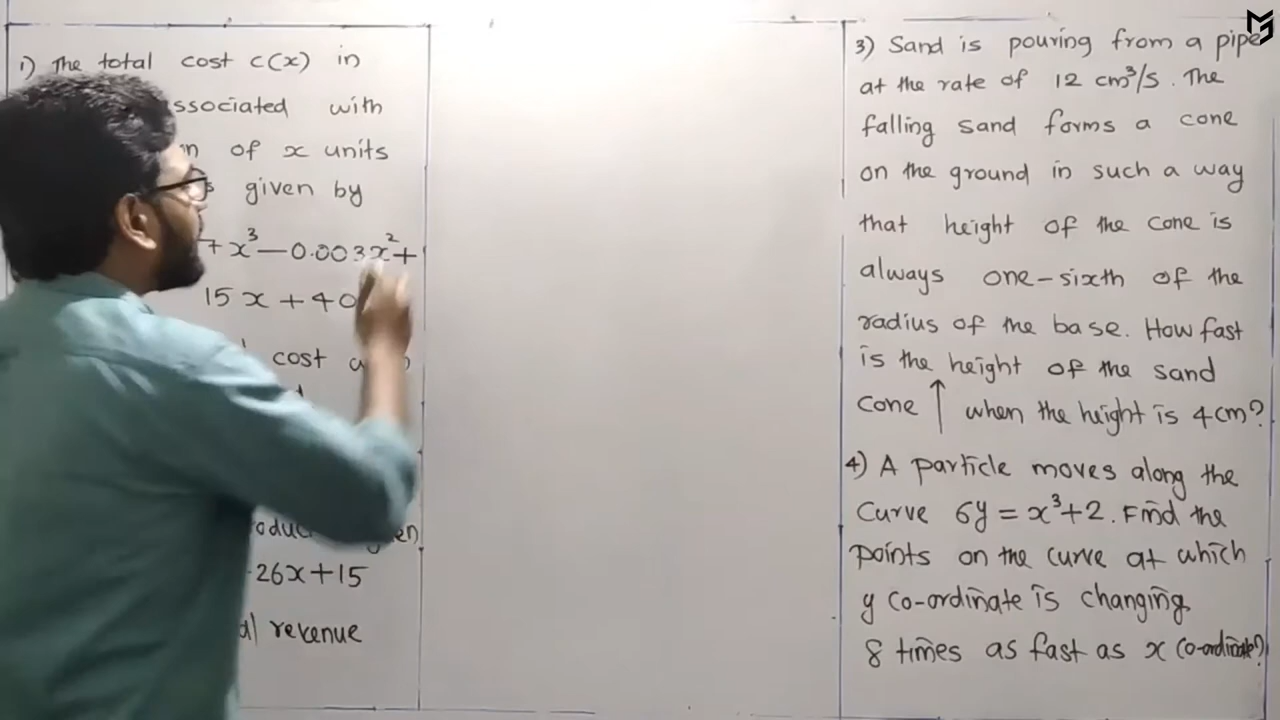 1) The total cost c(x) in
ssociated with
of x units
given by
7 x³ — 0.003x² +
15 x + 40
cost
26x+15
revenue
3) Sand is pouring from a pipe
at the rate of 12 cm³/s. The
falling sand forms a cone
on the ground in such a way
that height of the cone is
always one-sixth of the
radius of the base. How fast
is the height of the sand
cone ↑ when the height is 4cm?
4) A particle moves along the
curve 6y = x³+2. Find the
points on the curve at which
y co-ordinate is changing
8 times as fast as x co-ordinate?